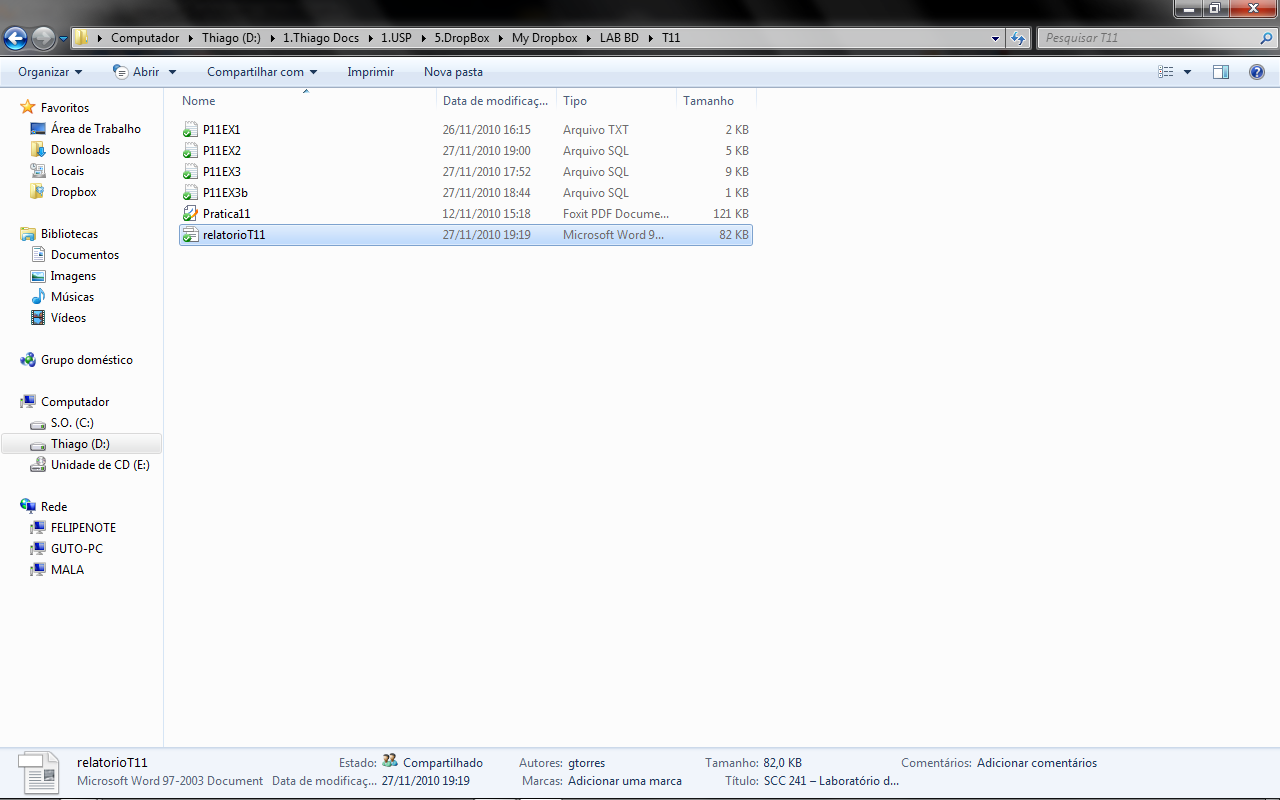 Computador Thiago (D:) 1.Thiago Docs 1.USP 5.DropBox My Dropbox LAB BD T11 Pesquisar T11
Organizar Abrir Compartilhar com Imprimir Nova pasta
Nome Data de modificaç... Tipo Tamanho
Favoritos
Área de Trabalho
Downloads
Locais
Dropbox
Bibliotecas
Documentos
Imagens
Músicas
Vídeos
Grupo doméstico
Computador
S.O. (C:)
Thiago (D:)
Unidade de CD (E:)
Rede
FELIPENOTE
GUTO-PC
MALA
P11EX1 26/11/2010 16:15 Arquivo TXT 2 KB
P11EX2 27/11/2010 19:00 Arquivo SQL 5 KB
P11EX3 27/11/2010 17:52 Arquivo SQL 9 KB
P11EX3b 27/11/2010 18:44 Arquivo SQL 1 KB
Pratica11 12/11/2010 15:18 Foxit PDF Docume... 121 KB
relatorioT11 27/11/2010 19:19 Microsoft Word 9... 82 KB
relatorioT11 Estado: Compartilhado Autores: gtorres Tamanho: 82,0 KB Comentários: Adicionar comentários
Microsoft Word 97-2003 Document Data de modificaç... 27/11/2010 19:19 Marcas: Adicionar uma marca Título: SCC 241 – Laboratório d...